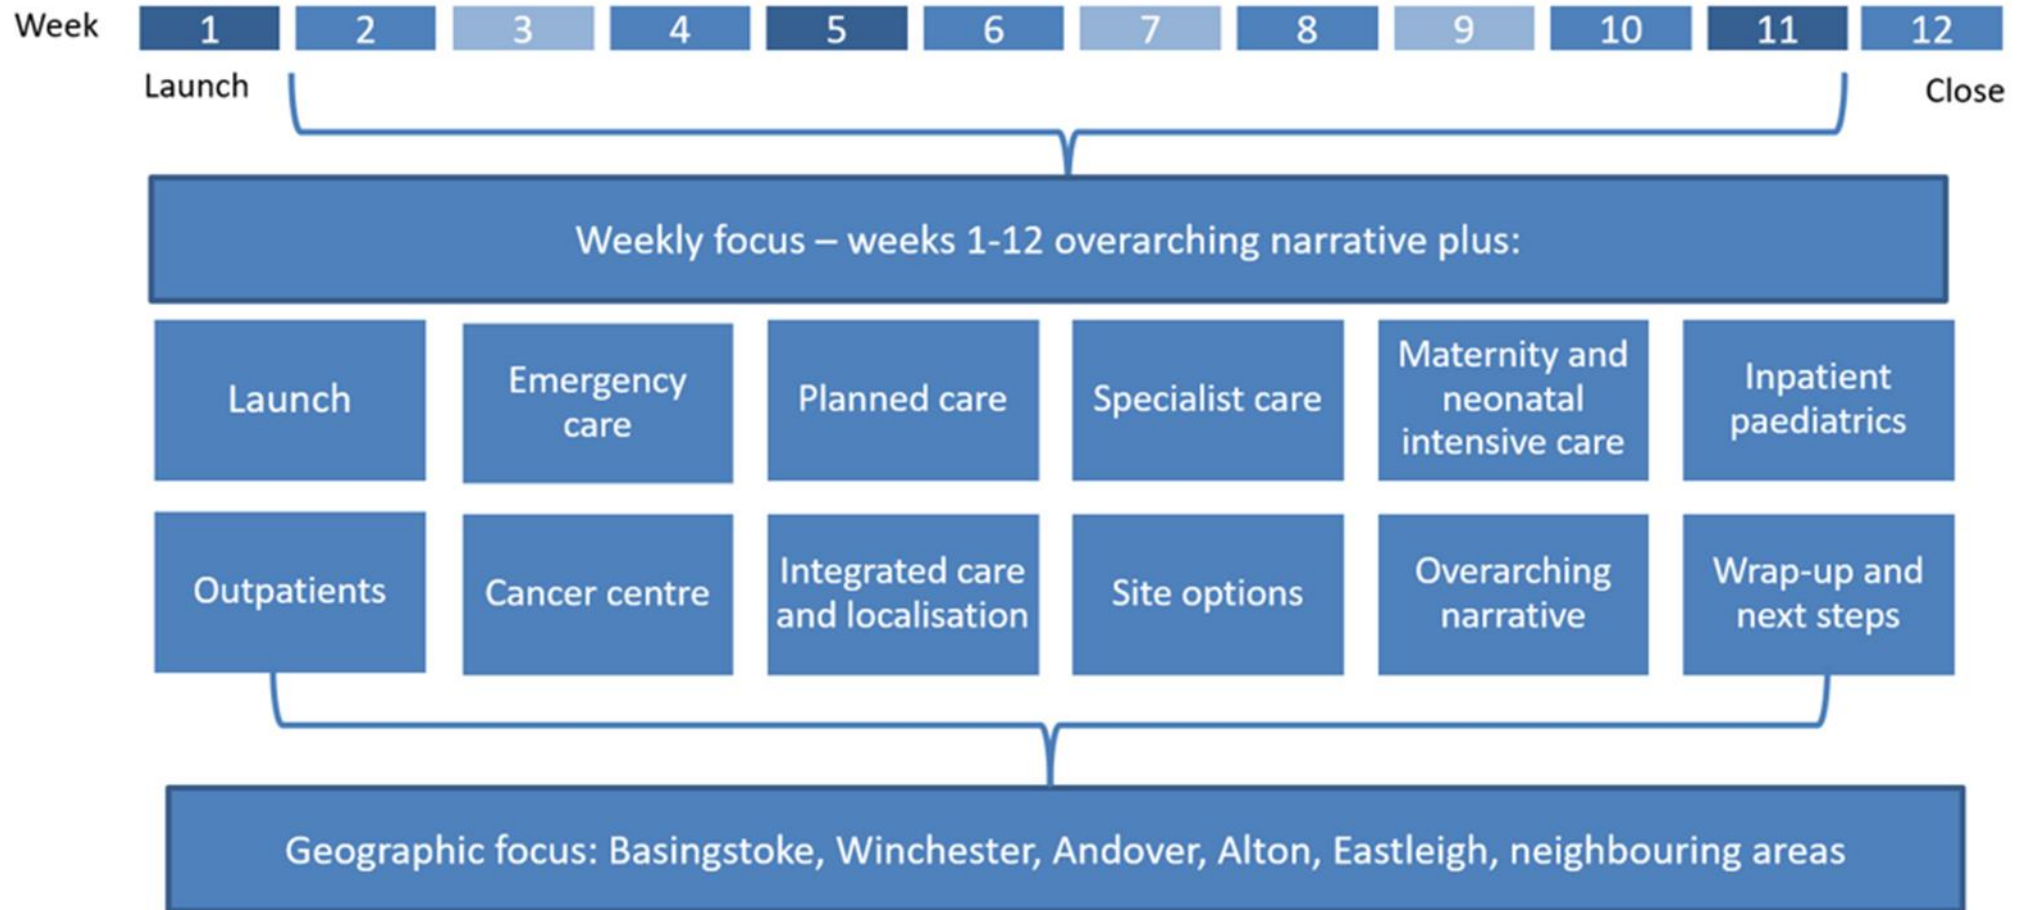 Week 1 2 3 4 5 6 7 8 9 10 11 12
Launch
Close
Weekly focus – weeks 1-12 overarching narrative plus:
Launch
Emergency
care
Planned care
Specialist care
Maternity and
neonatal
intensive care
Inpatient
paediatrics
Outpatients
Cancer centre
Integrated care
and localisation
Site options
Overarching
narrative
Wrap-up and
next steps
Geographic focus: Basingstoke, Winchester, Andover, Alton, Eastleigh, neighbouring areas